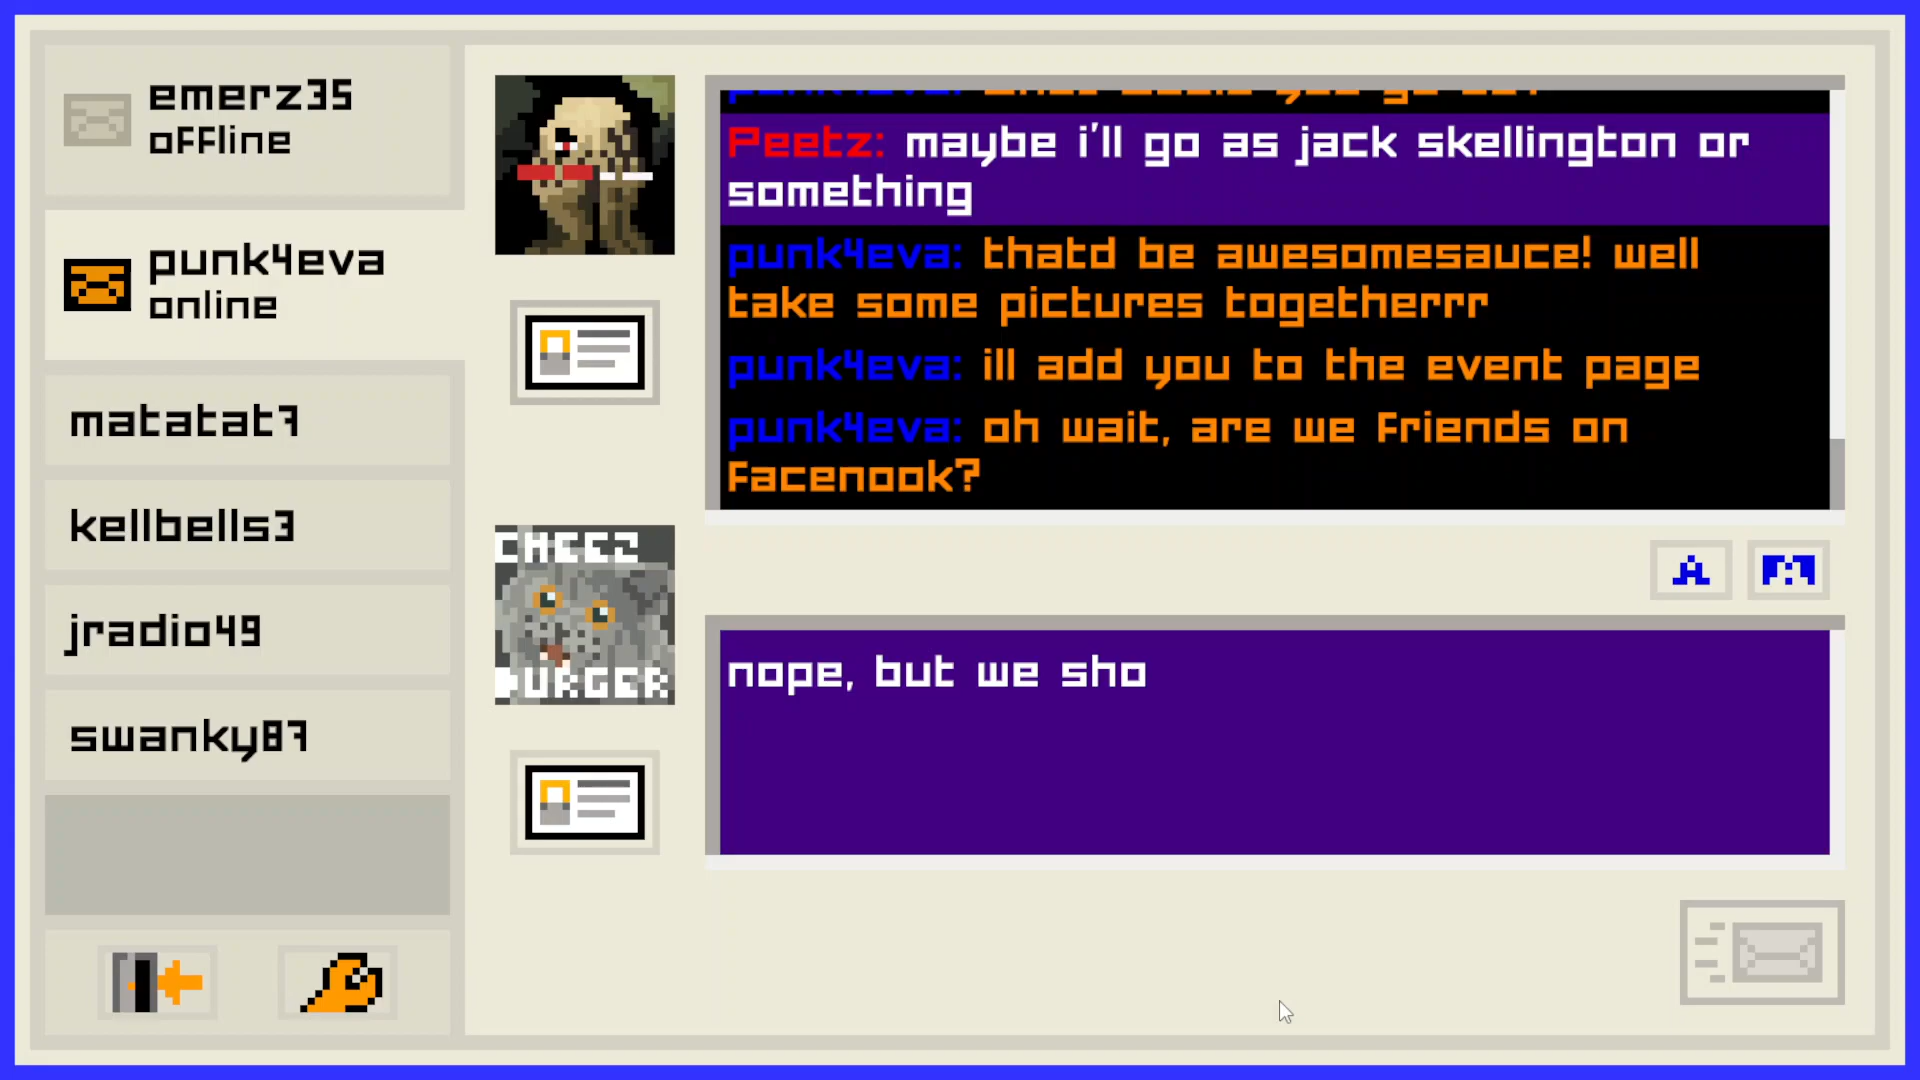 emerz35
offline
punk4eva
online
matatat7
kellbells3
jradio49
swanky87
Peetz: maybe i'll go as jack skellington or
something
punk4eva: thatd be awesomesauce! well
take some pictures togetherrr
punk4eva: ill add you to the event page
punk4eva: oh wait, are we friends on
facenook?
CHEEZ
BURGER
A
nope, but we sho